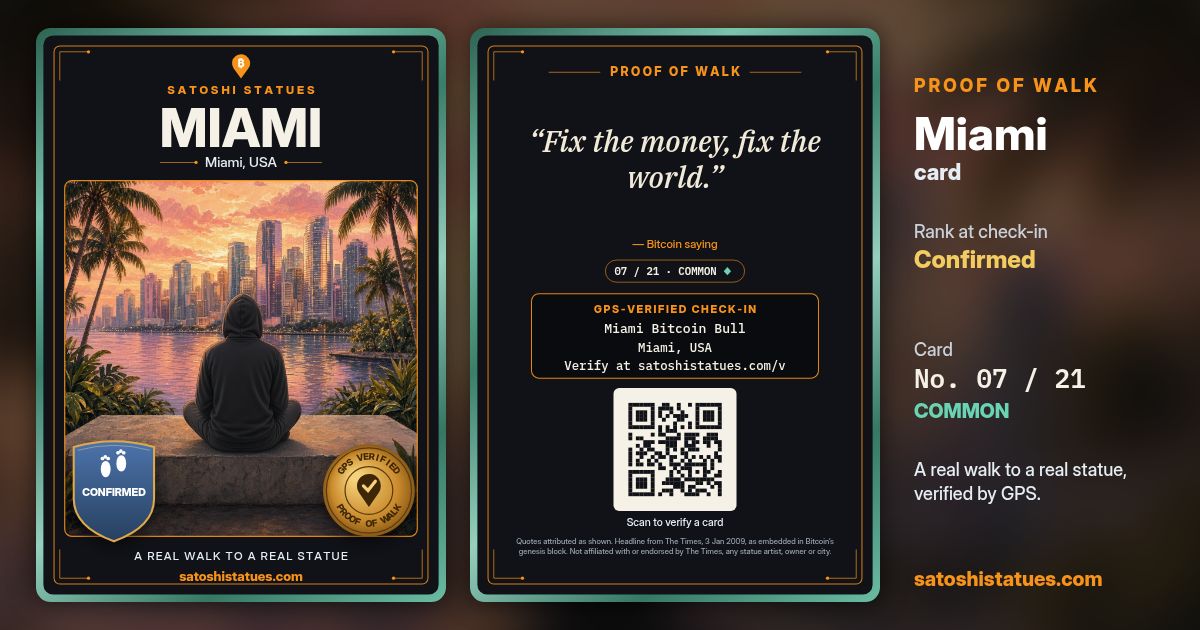 SATOSHI STATUES
MIAMI
Miami, USA
CONFIRMED
GPS VERIFIED
PROOF OF WALK
A REAL WALK TO A REAL STATUE
satoshistatues.com
PROOF OF WALK
“Fix the money, fix the
world.”
— Bitcoin saying
07 / 21 · COMMON
GPS-VERIFIED CHECK-IN
Miami Bitcoin Bull
Miami, USA
Verify at satoshistatues.com/v
Scan to verify a card
Quotes attributed as shown. Headline from The Times, 3 Jan 2009, as embedded in Bitcoin's
genesis block. Not affiliated with or endorsed by The Times, any statue artist, owner or city.
PROOF OF WALK
Miami
card
Rank at check-in
Confirmed
Card
No. 07 / 21
COMMON
A real walk to a real statue,
verified by GPS.
satoshistatues.com